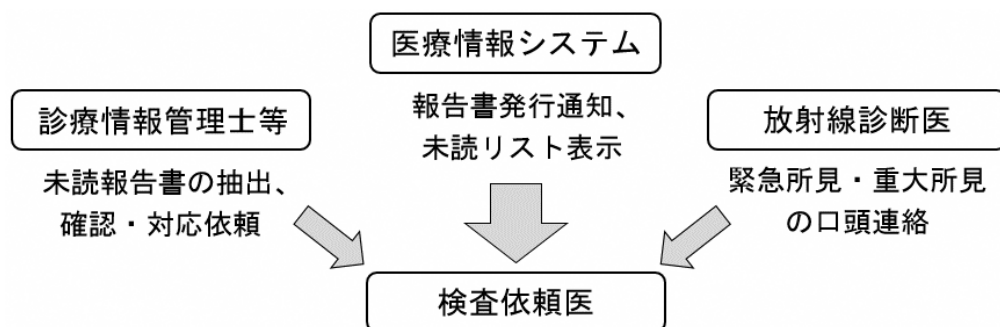 医療情報システム
報告書発行通知、
未読リスト表示
診療情報管理士等
未読報告書の抽出、
確認・対応依頼
放射線診断医
緊急所見・重大所見
の口頭連絡
検査依頼医